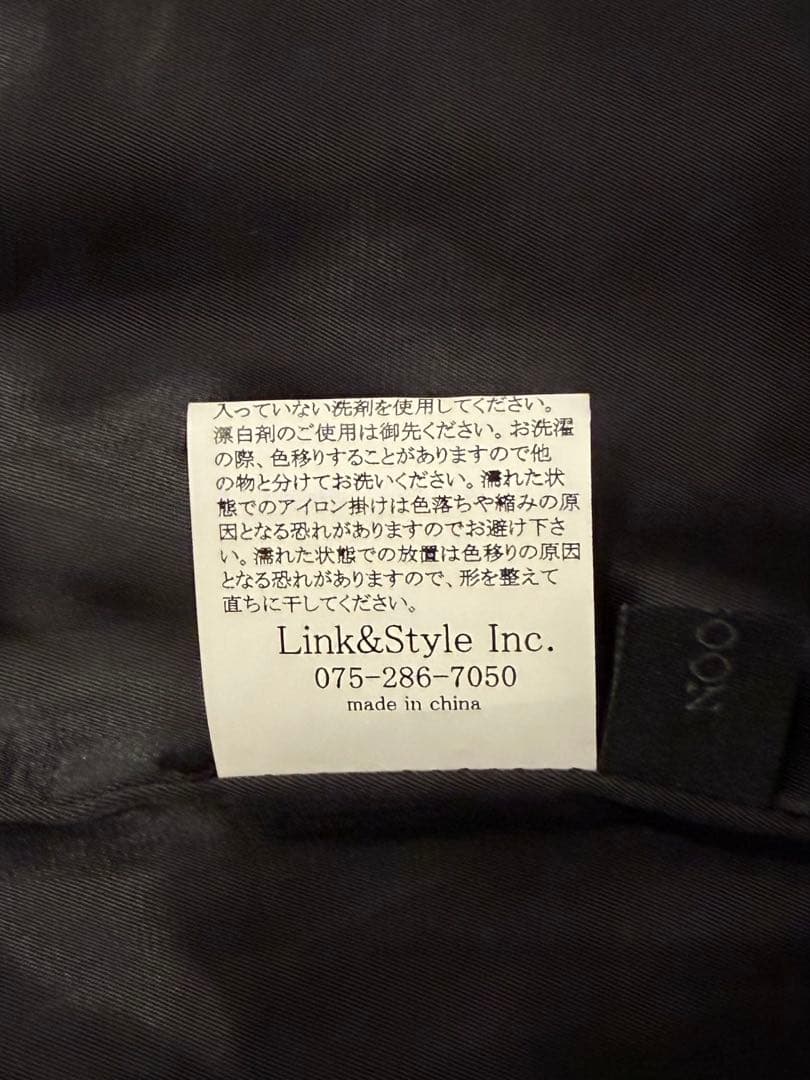 入っていない洗剤を使用してください。
漂白剤のご使用は御先ください。お洗濯
の際、色移りすることがありますので他
の物と分けてお洗いください。濡れた状
態でのアイロン掛けは色落ちや縮みの原
因となる恐れがありますのでお避け下さ
い。濡れた状態での放置は色移りの原因
となる恐れがありますので、形を整えて
直ちに干してください。
Link&Style Inc.
075-286-7050
made in china